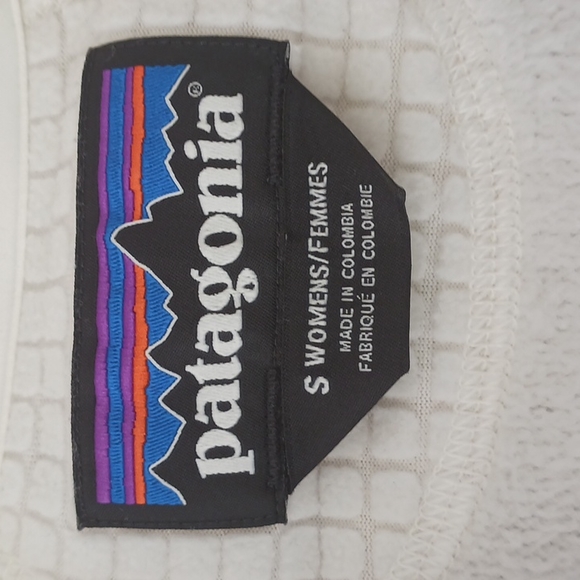 patagonia®
S WOMENS/FEMMES
MADE IN COLOMBIA
FABRIQUÉ EN COLOMBIE